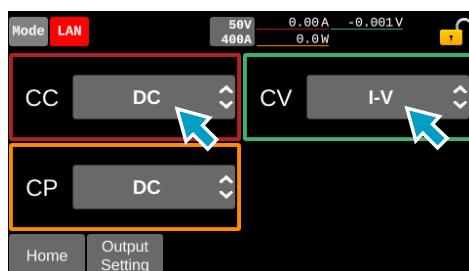 Mode LAN 50V 0.00A -0.001V
400A 0.0W
CC DC CV I-V
CP DC
Home Output
Setting